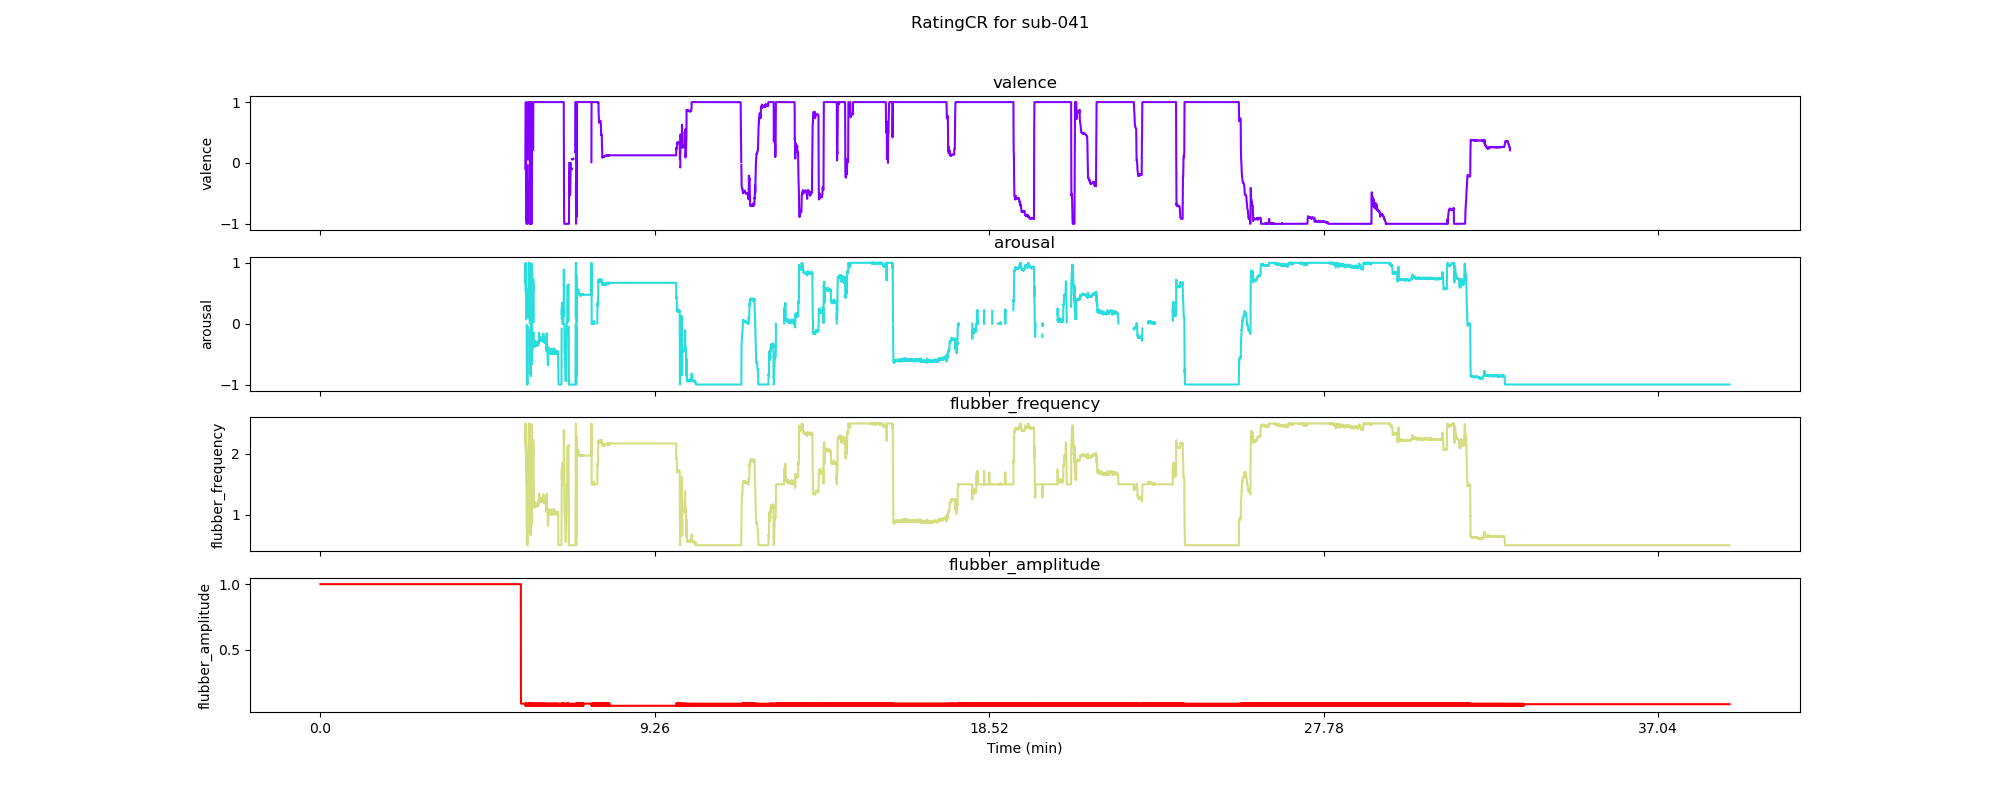 RatingCR for sub-041
valence
valence
1
0
−1
arousal
arousal
1
0
−1
flubber_frequency
flubber_frequency
2
1
flubber_amplitude
flubber_amplitude
1.0
0.5
0.0 9.26 18.52 27.78 37.04
Time (min)